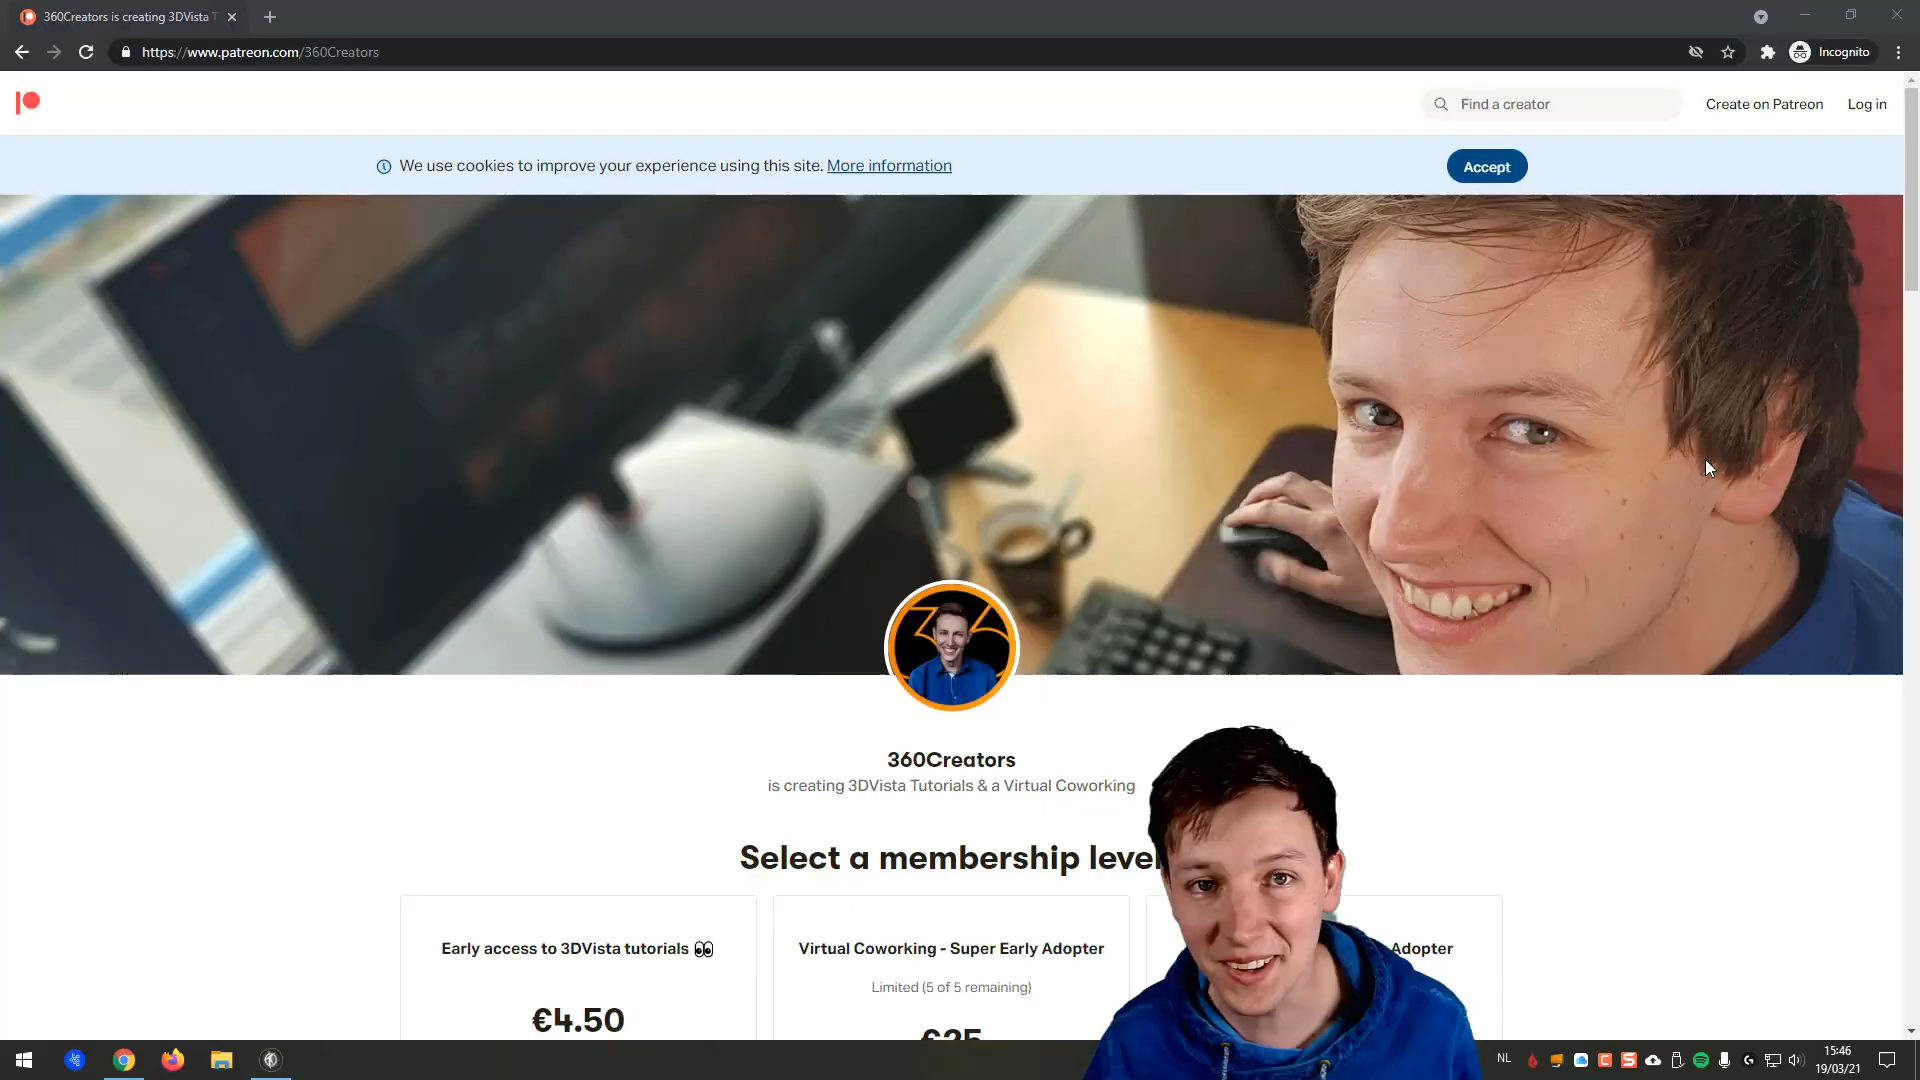 360Creators is creating 3DVista T
https://www.patreon.com/360Creators
Incognito
Find a creator
Create on Patreon
Log in
We use cookies to improve your experience using this site. More information
Accept
360Creators
is creating 3DVista Tutorials & a Virtual Coworking
Select a membership level
Early access to 3DVista tutorials 👀
Virtual Coworking - Super Early Adopter
Adopter
Limited (5 of 5 remaining)
€4.50
€25
NL
15:46
19/03/21